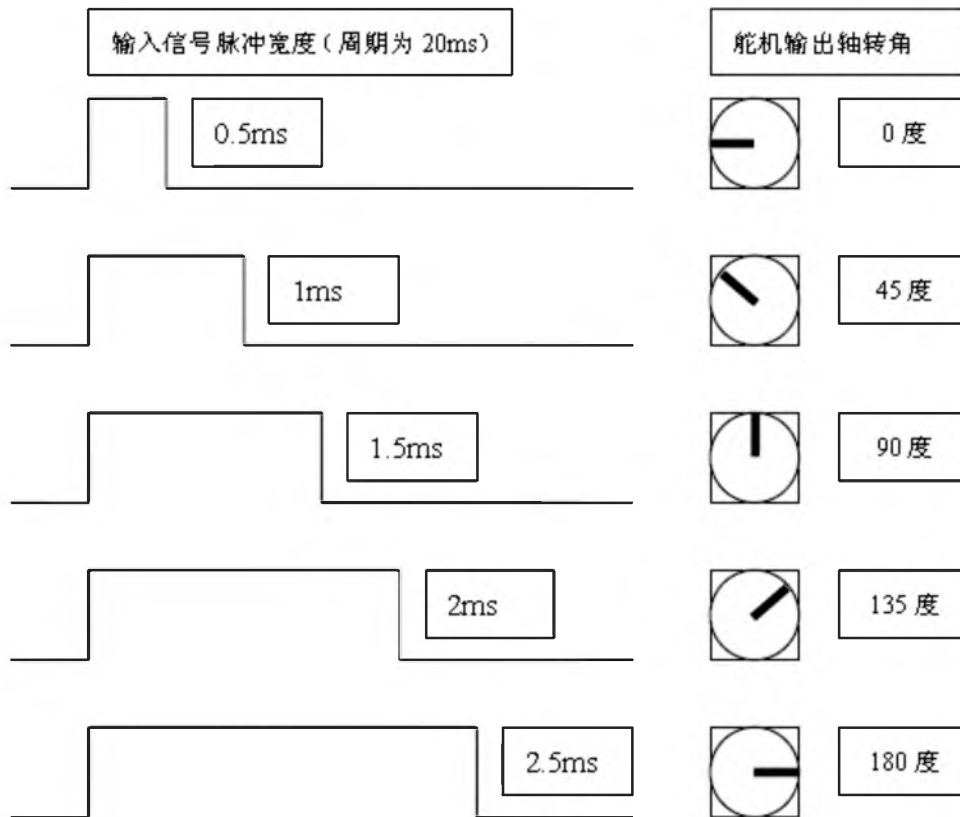 输入信号脉冲宽度（周期为 20ms）
舵机输出轴转角
0.5ms
0 度
1ms
45 度
1.5ms
90 度
2ms
135 度
2.5ms
180 度